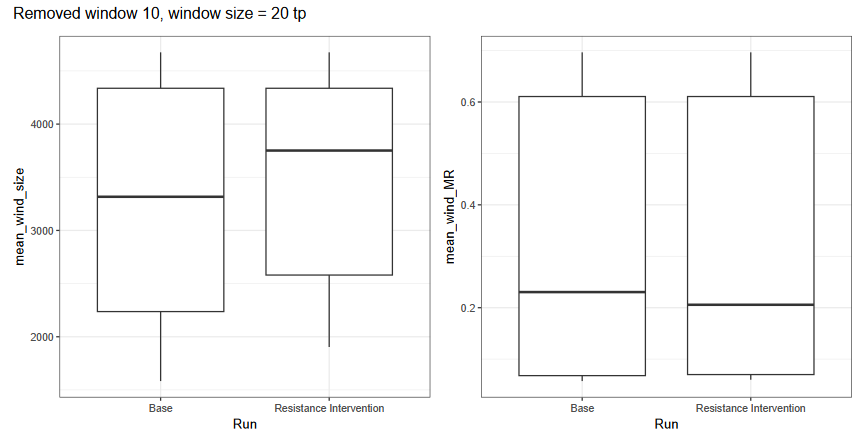 Removed window 10, window size = 20 tp
mean_wind_size
4000
3000
2000
Base
Resistance Intervention
Run
mean_wind_MR
0.6
0.4
0.2
Base
Resistance Intervention
Run